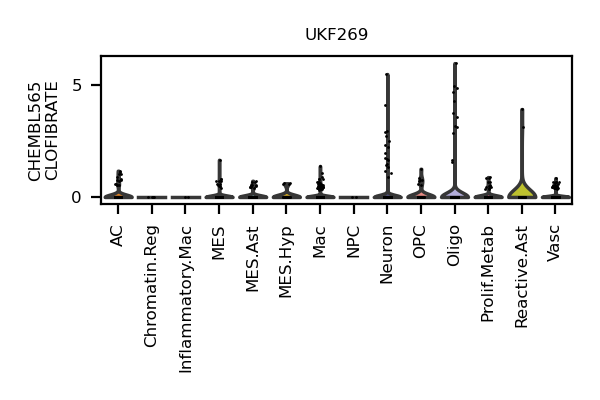 UKF269
CHEMBL565
CLOFIBRATE
5
0
AC
Chromatin.Reg
Inflammatory.Mac
MES
MES.Ast
MES.Hyp
Mac
NPC
Neuron
OPC
Oligo
Prolif.Metab
Reactive.Ast
Vasc